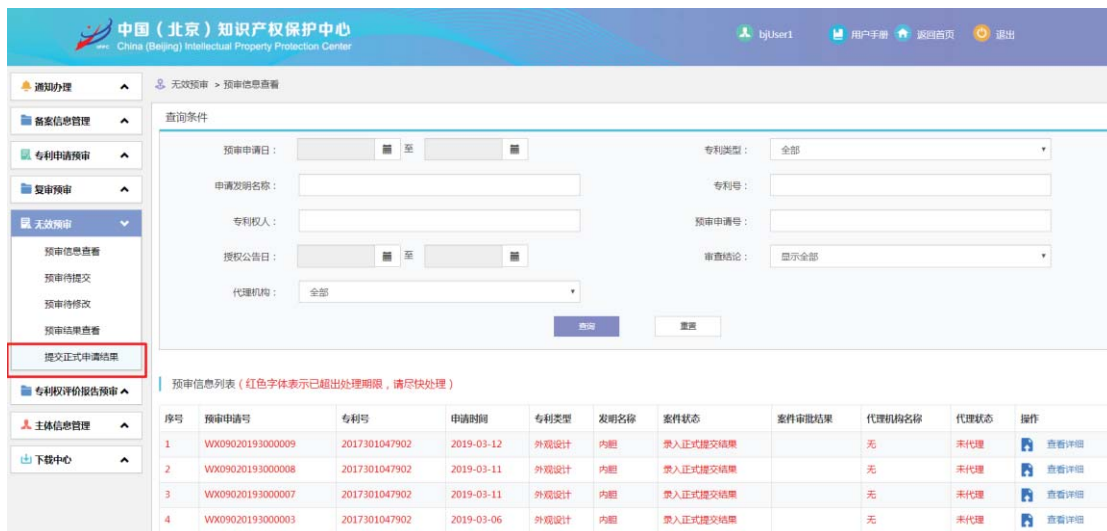 中国（北京）知识产权保护中心
China (Beijing) Intellectual Property Protection Center
bjUser1 用户手册 返回首页 退出
通知办理
备案信息管理
专利申请预审
复审预审
无效预审
预审信息查看
预审待提交
预审待修改
预审结果查看
提交正式申请结果
专利权评价报告预审
主体信息管理
下载中心
无效预审 > 预审信息查看
查询条件
预审申请日： 至 专利类型： 全部
申请发明名称： 专利号：
专利权人： 预审申请号：
授权公告日： 至 审查结论： 显示全部
代理机构： 全部
查询 重置
预审信息列表（红色字体表示已超出处理期限，请尽快处理）
序号 预审申请号 专利号 申请时间 专利类型 发明名称 案件状态 案件审批结果 代理机构名称 代理状态 操作
1 WX09020193000009 2017301047902 2019-03-12 外观设计 内胆 录入正式提交结果 无 未代理 查看详细
2 WX09020193000008 2017301047902 2019-03-11 外观设计 内胆 录入正式提交结果 无 未代理 查看详细
3 WX09020193000007 2017301047902 2019-03-11 外观设计 内胆 录入正式提交结果 无 未代理 查看详细
4 WX09020193000003 2017301047902 2019-03-06 外观设计 内胆 录入正式提交结果 无 未代理 查看详细